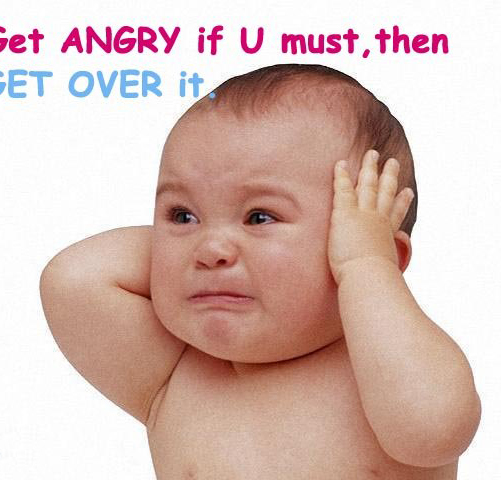 Get ANGRY if U must,then
GET OVER it.